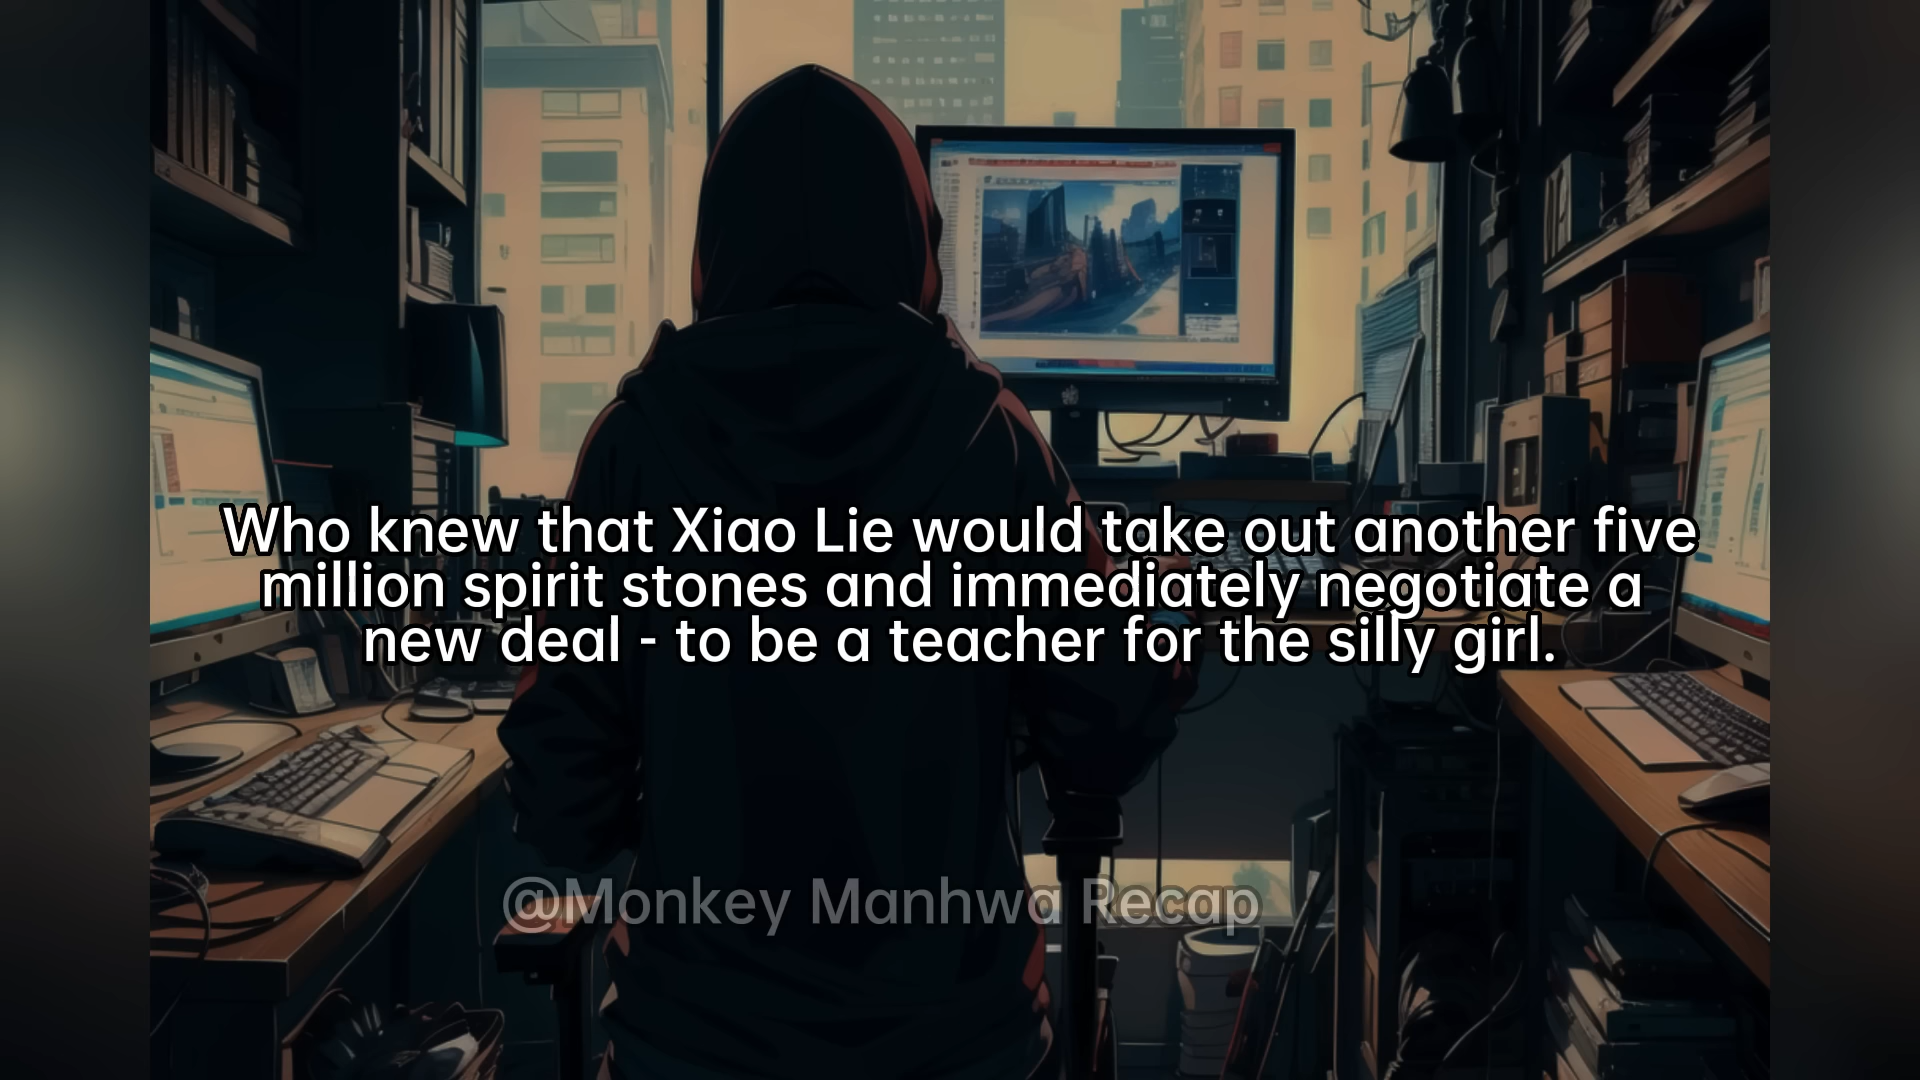 Who knew that Xiao Lie would take out another five
million spirit stones and immediately negotiate a
new deal - to be a teacher for the silly girl.
@Monkey Manhwa Recap